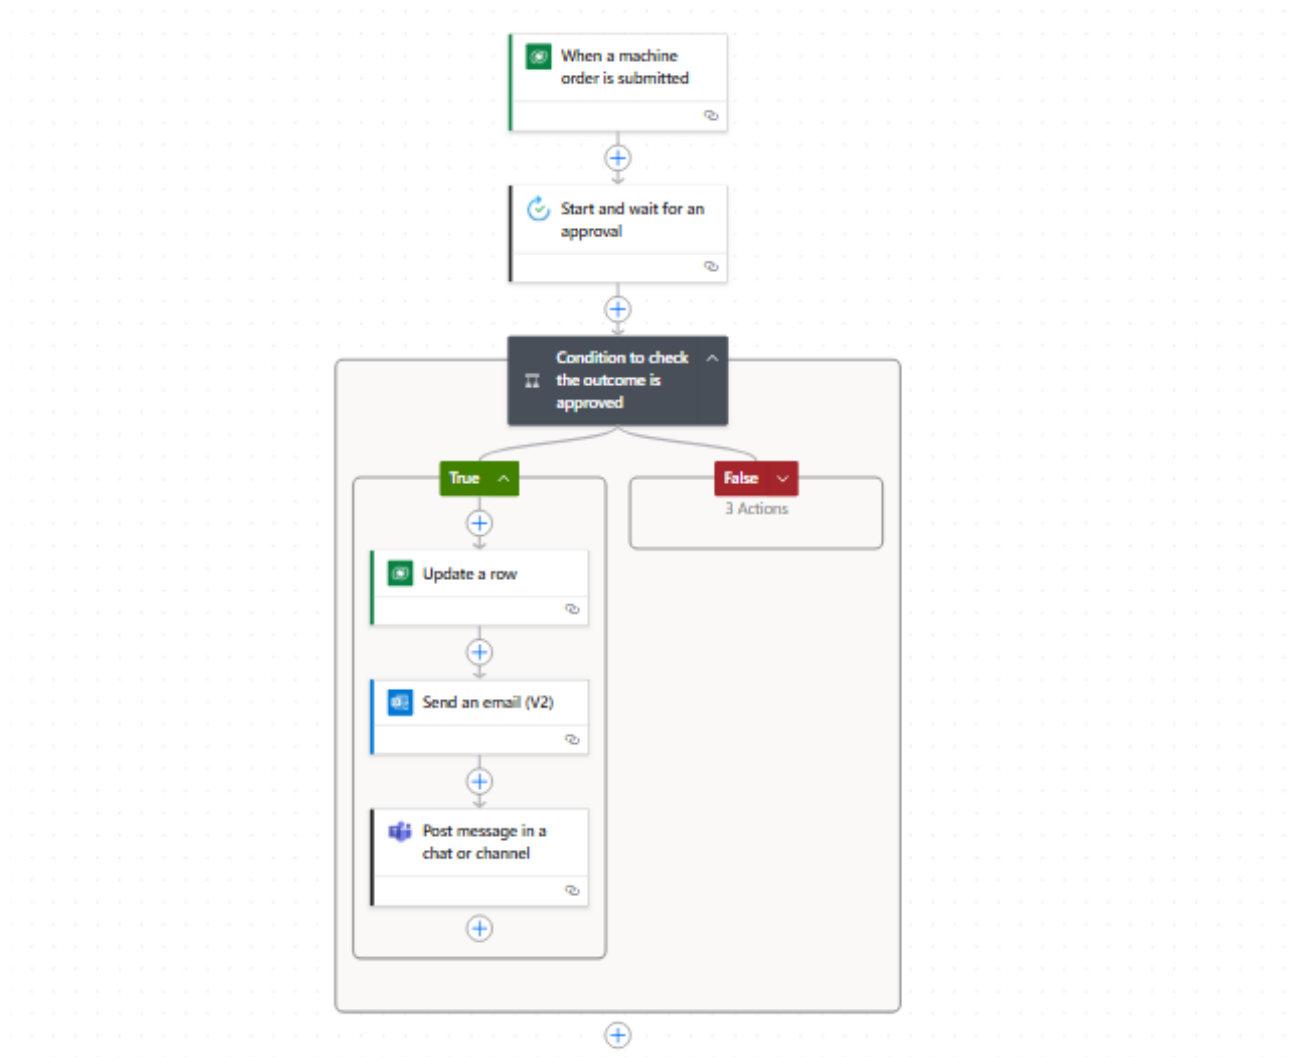 When a machine
order is submitted
Start and wait for an
approval
Condition to check
the outcome is
approved
True
False
3 Actions
Update a row
Send an email (V2)
Post message in a
chat or channel